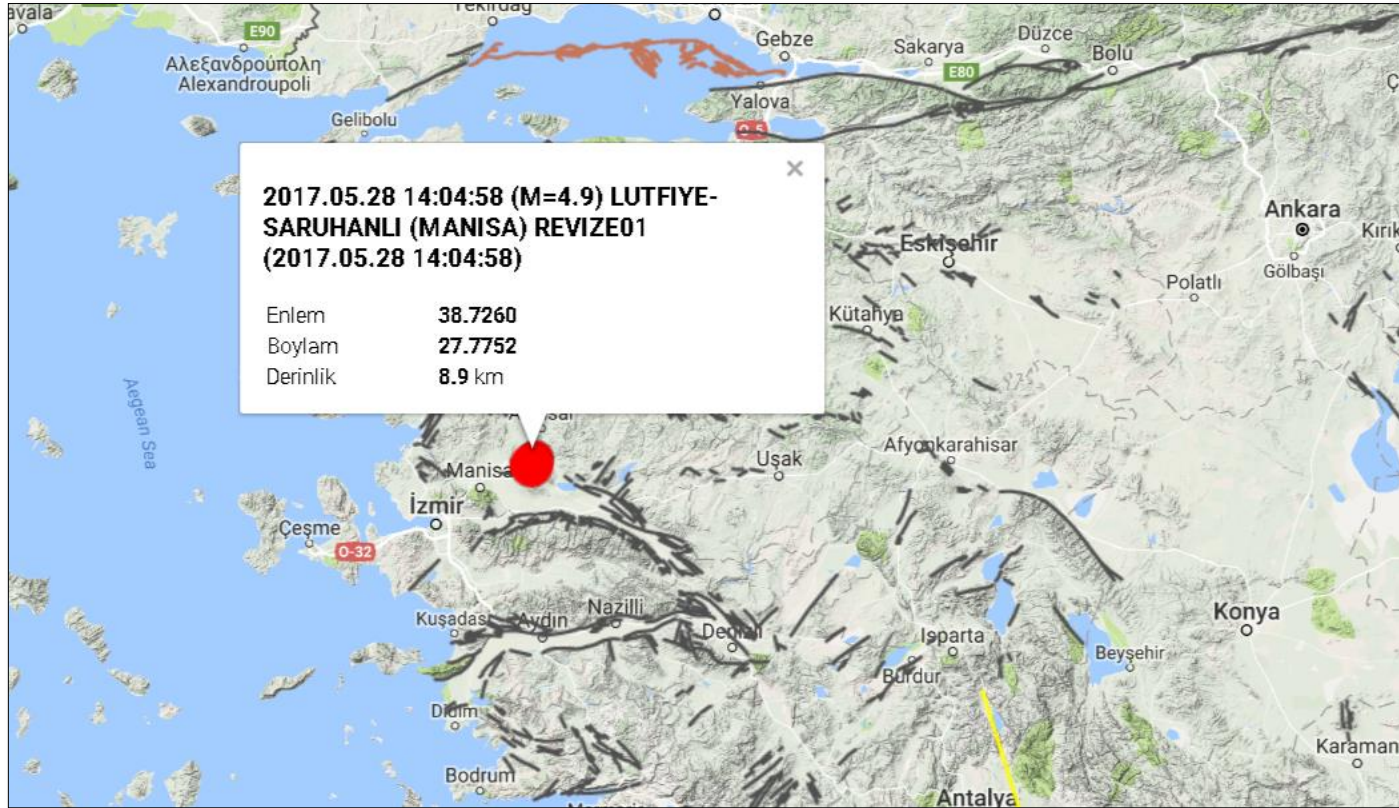 avala
Tekirdağ
E90
Gebze
Sakarya
Düzce
Bolu
E80
Αλεξανδρούπολη
Alexandroupoli
Yalova
Gelibolu
O-5
×
2017.05.28 14:04:58 (M=4.9) LUTFIYE-
SARUHANLI (MANISA) REVIZE01
(2017.05.28 14:04:58)
Enlem 38.7260
Boylam 27.7752
Derinlik 8.9 km
Ankara
Kırık
Eskişehir
Gölbaşı
Polatlı
Kütahya
Aegean Sea
Afyonkarahisar
Uşak
Manisa
İzmir
Çeşme
O-32
Konya
Nazilli
Kuşadası
Aydın
Denizli
Isparta
Beyşehir
Burdur
Didim
Karaman
Bodrum
Antalya